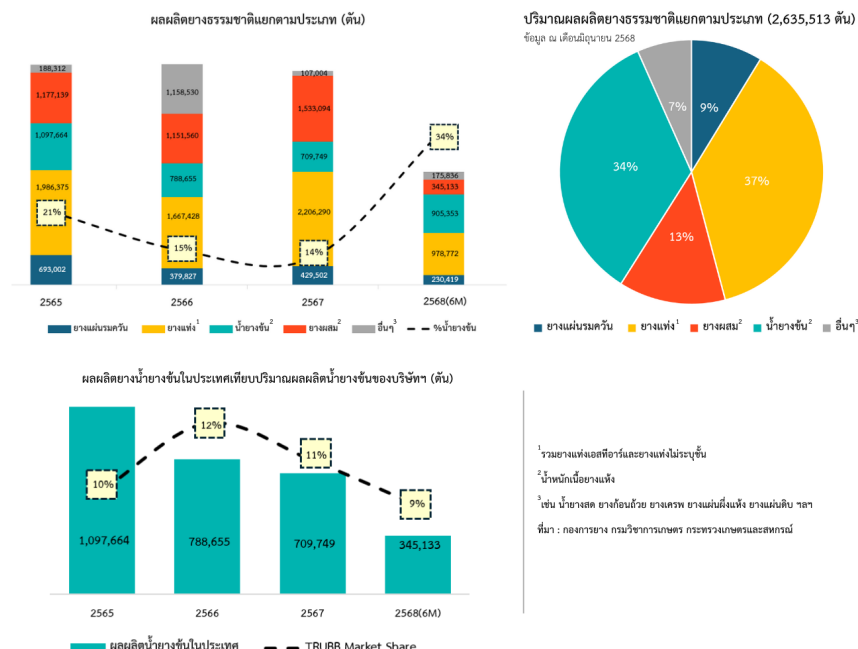 ผลผลิตยางธรรมชาติแยกตามประเภท (ตัน)
188,312
1,177,139
1,097,664
1,986,375
21%
693,002
1,158,530
1,151,560
788,655
1,667,428
15%
379,827
107,004
1,533,094
709,749
2,206,290
14%
429,502
34%
175,836
345,133
905,353
978,772
230,419
2565 2566 2567 2568(6M)
ยางแผ่นรมควัน ยางแท่ง¹ น้ำยางข้น² ยางผสม² อื่นๆ³ %น้ำยางข้น
ปริมาณผลผลิตยางธรรมชาติแยกตามประเภท (2,635,513 ตัน)
ข้อมูล ณ เดือนมิถุนายน 2568
7% 9%
34% 37%
13%
ยางแผ่นรมควัน ยางแท่ง¹ ยางผสม² น้ำยางข้น² อื่นๆ³
ผลผลิตยางน้ำยางข้นในประเทศเทียบปริมาณผลผลิตน้ำยางข้นของบริษัทฯ (ตัน)
10% 12% 11% 9%
1,097,664 788,655 709,749 345,133
2565 2566 2567 2568(6M)
ผลผลิตน้ำยางข้นในประเทศ TRUBB Market Share
¹รวมยางแท่งเอสทีอาร์และยางแท่งไม่ระบุชั้น
²น้ำหนักเนื้อยางแห้ง
³เช่น น้ำยางสด ยางก้อนถ้วย ยางเครพ ยางแผ่นผึ่งแห้ง ยางแผ่นดิบ ฯลฯ
ที่มา : กองการยาง กรมวิชาการเกษตร กระทรวงเกษตรและสหกรณ์